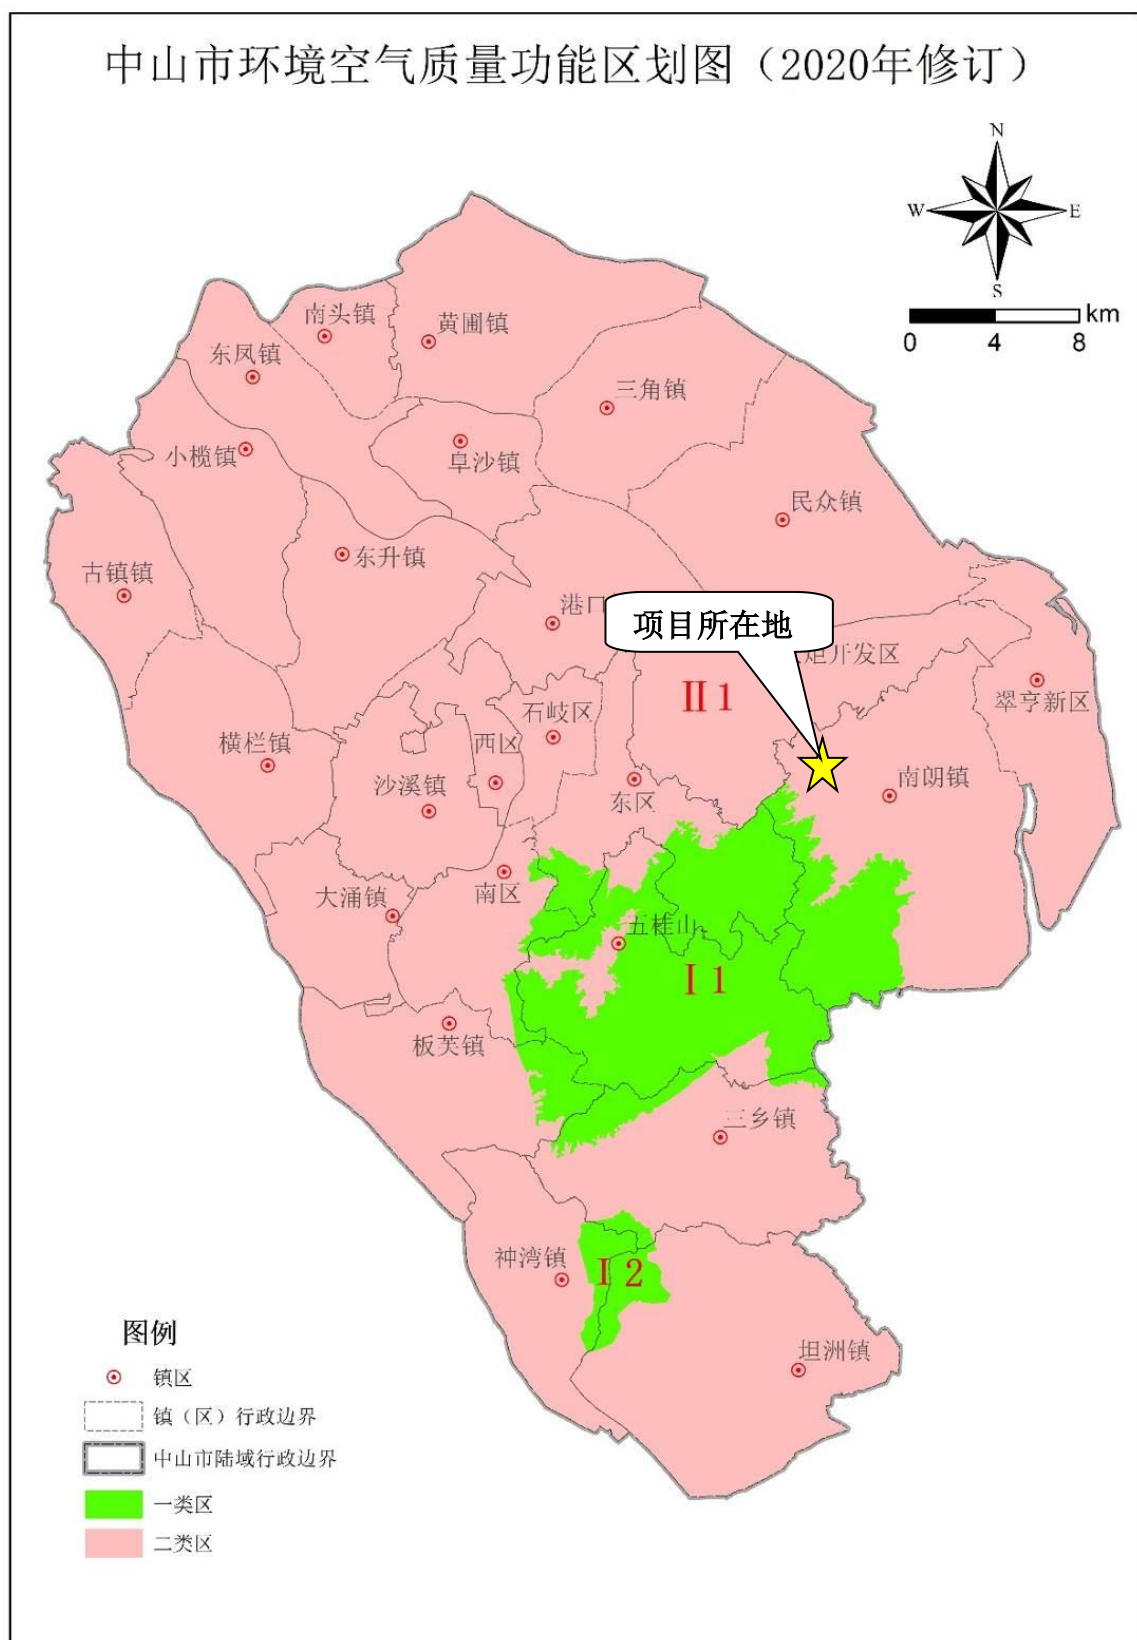 中山市环境空气质量功能区划图（2020年修订）
N
W
E
S
km
0 4 8
南头镇
黄圃镇
东凤镇
三角镇
小榄镇
阜沙镇
民众镇
东升镇
古镇镇
港口
项目所在地
炬开发区
翠亨新区
II 1
石岐区
西区
横栏镇
沙溪镇
东区
南朗镇
南区
大涌镇
五桂山
I 1
板芙镇
三乡镇
神湾镇
I 2
坦洲镇
图例
镇区
镇（区）行政边界
中山市陆域行政边界
一类区
二类区